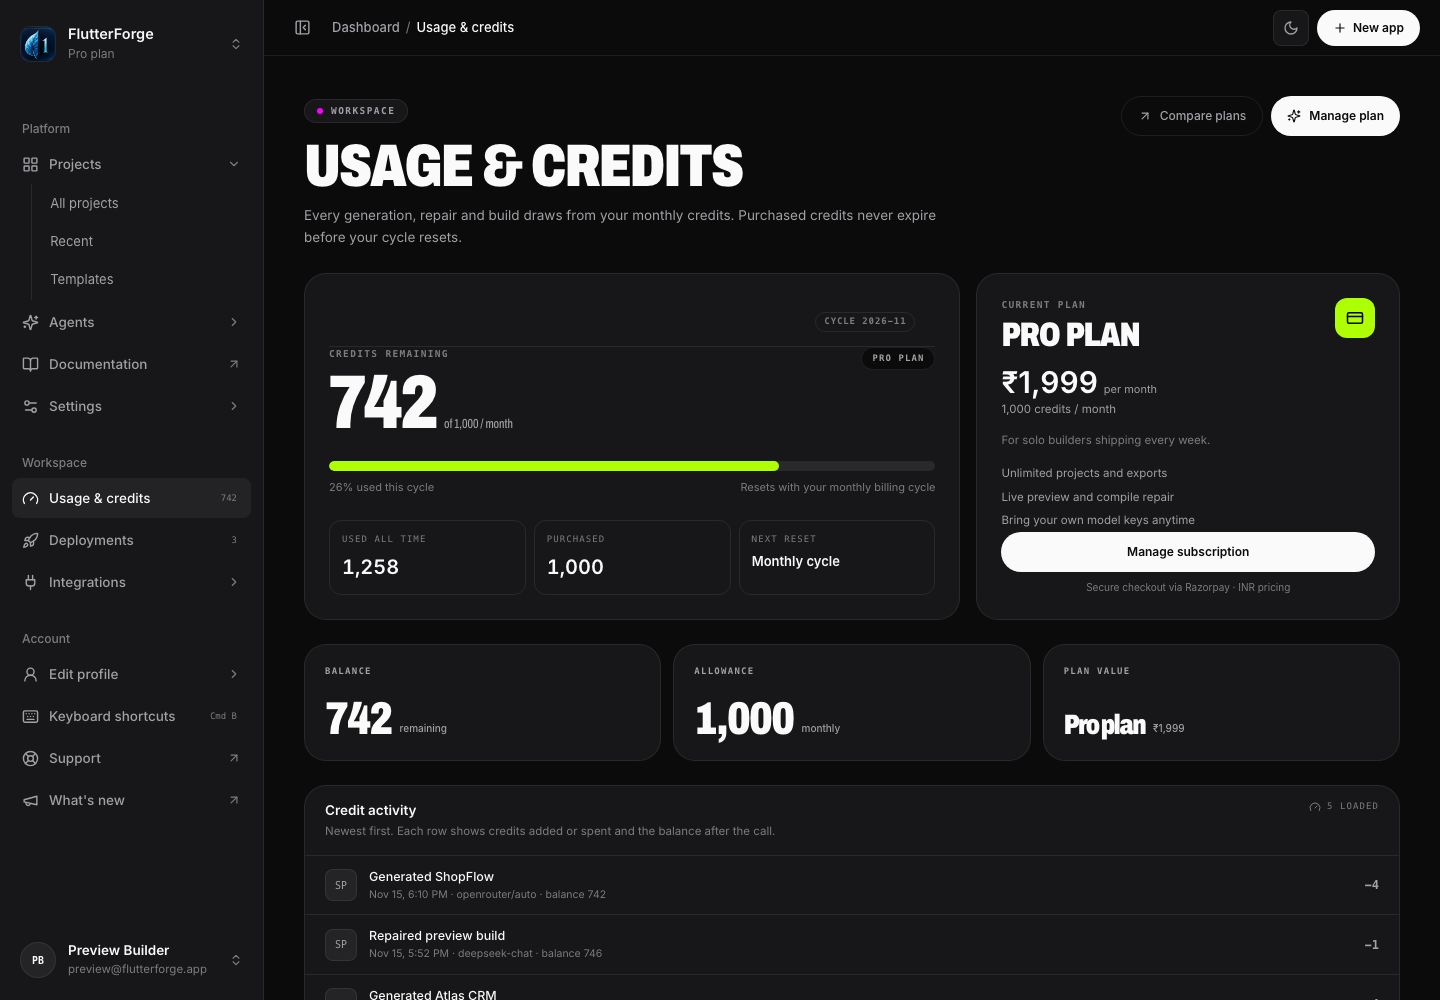 FlutterForge
Pro plan
Platform
Projects
All projects
Recent
Templates
Agents
Documentation
Settings
Workspace
Usage & credits 742
Deployments 3
Integrations
Account
Edit profile
Keyboard shortcuts Cmd B
Support
What's new
PB
Preview Builder
preview@flutterforge.app
Dashboard / Usage & credits
New app
WORKSPACE
Compare plans
Manage plan
USAGE & CREDITS
Every generation, repair and build draws from your monthly credits. Purchased credits never expire
before your cycle resets.
CYCLE 2026-11
CREDITS REMAINING
PRO PLAN
742 of 1,000 / month
26% used this cycle
Resets with your monthly billing cycle
USED ALL TIME
1,258
PURCHASED
1,000
NEXT RESET
Monthly cycle
CURRENT PLAN
PRO PLAN
₹1,999 per month
1,000 credits / month
For solo builders shipping every week.
Unlimited projects and exports
Live preview and compile repair
Bring your own model keys anytime
Manage subscription
Secure checkout via Razorpay · INR pricing
BALANCE
742 remaining
ALLOWANCE
1,000 monthly
PLAN VALUE
Pro plan ₹1,999
Credit activity
5 LOADED
Newest first. Each row shows credits added or spent and the balance after the call.
SP
Generated ShopFlow
Nov 15, 6:10 PM · openrouter/auto · balance 742
−4
SP
Repaired preview build
Nov 15, 5:52 PM · deepseek-chat · balance 746
−1
Generated Atlas CRM